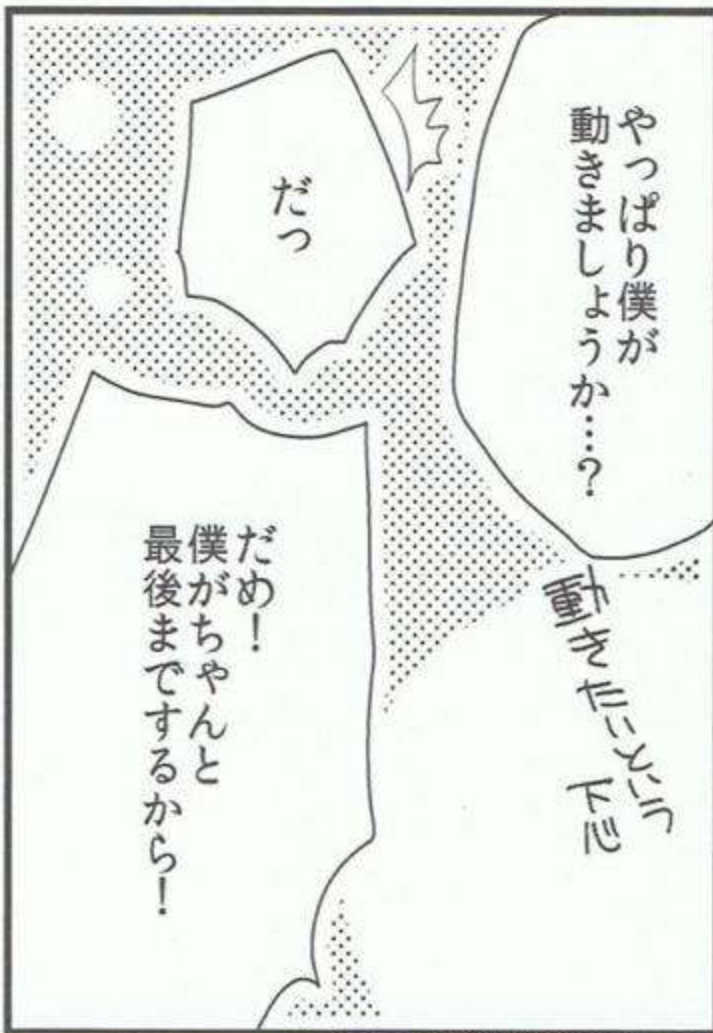 やっぱり僕が
動きましょうか…?
動きたいという
下心
だっ
だめ!
僕がちゃんと
最後までするから!